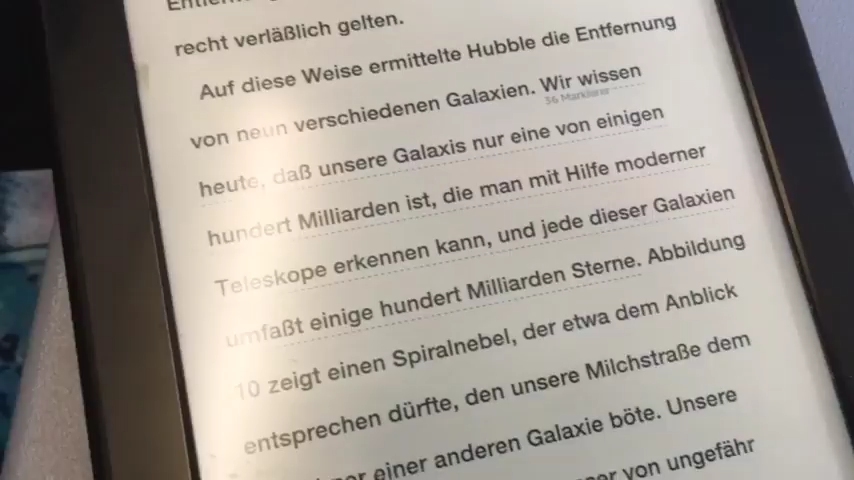 recht verläßlich gelten.
Auf diese Weise ermittelte Hubble die Entfernung
von neun verschiedenen Galaxien. Wir wissen
36 Markierer
heute, daß unsere Galaxis nur eine von einigen
hundert Milliarden ist, die man mit Hilfe moderner
Teleskope erkennen kann, und jede dieser Galaxien
umfaßt einige hundert Milliarden Sterne. Abbildung
10 zeigt einen Spiralnebel, der etwa dem Anblick
entsprechen dürfte, den unsere Milchstraße dem
einer anderen Galaxie böte. Unsere
von ungefähr